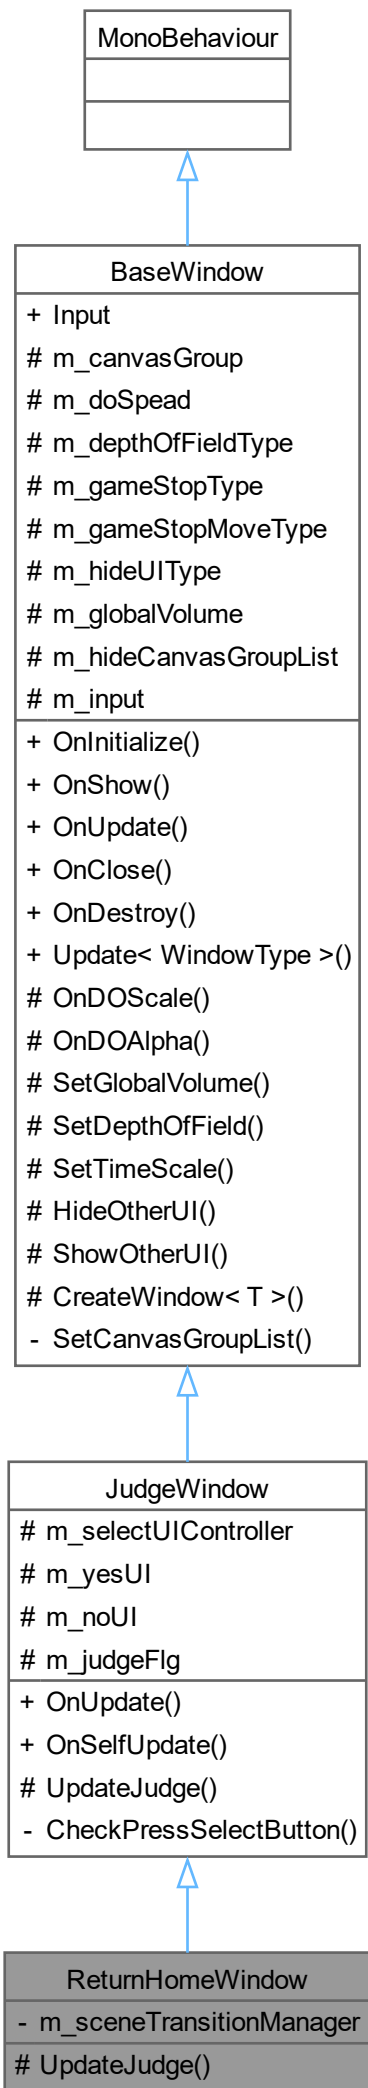 MonoBehaviour
BaseWindow
+ Input
# m_canvasGroup
# m_doSpead
# m_depthOfFieldType
# m_gameStopType
# m_gameStopMoveType
# m_hideUIType
# m_globalVolume
# m_hideCanvasGroupList
# m_input
+ OnInitialize()
+ OnShow()
+ OnUpdate()
+ OnClose()
+ OnDestroy()
+ Update< WindowType >()
# OnDOScale()
# OnDOAlpha()
# SetGlobalVolume()
# SetDepthOfField()
# SetTimeScale()
# HideOtherUI()
# ShowOtherUI()
# CreateWindow< T >()
- SetCanvasGroupList()
JudgeWindow
# m_selectUIController
# m_yesUI
# m_noUI
# m_judgeFlg
+ OnUpdate()
+ OnSelfUpdate()
# UpdateJudge()
- CheckPressSelectButton()
ReturnHomeWindow
- m_sceneTransitionManager
# UpdateJudge()